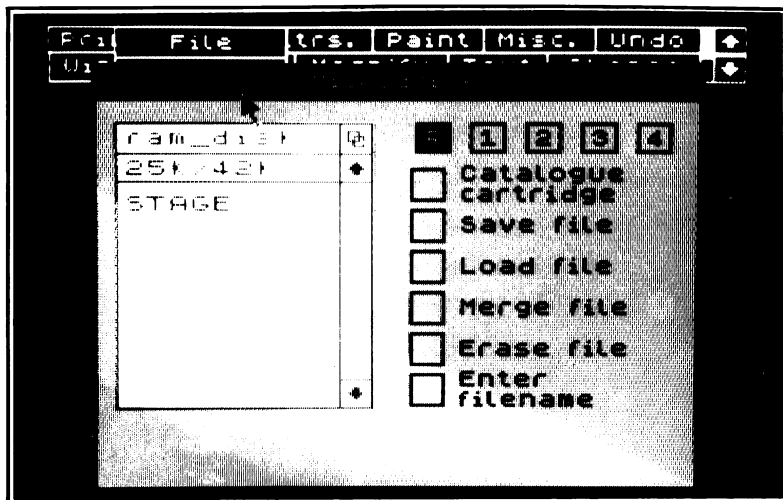 File trs. Paint Misc. Undo
ram_disk
25K/42K
STAGE
1 2 3 4
Catalogue
cartridge
Save file
Load file
Merge file
Erase file
Enter
filename